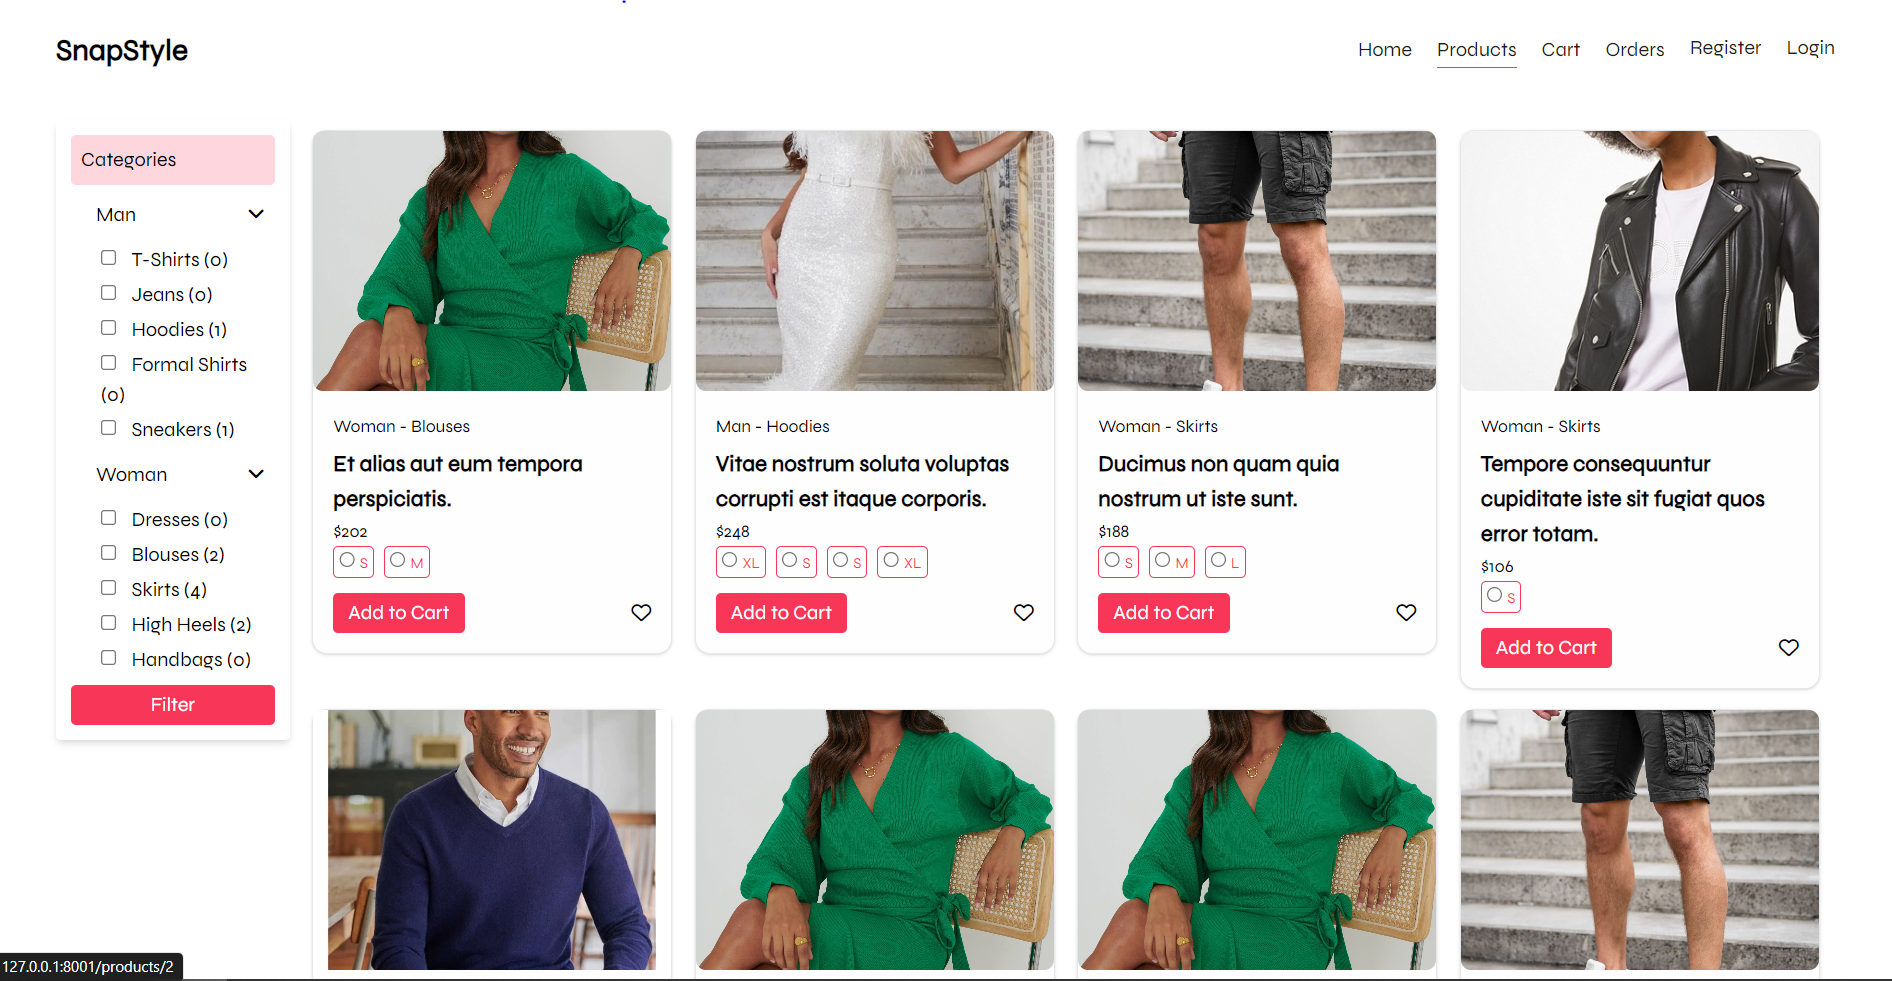 SnapStyle
Home Products Cart Orders Register Login
Categories
Man
T-Shirts (0)
Jeans (0)
Hoodies (1)
Formal Shirts
(0)
Sneakers (1)
Woman
Dresses (0)
Blouses (2)
Skirts (4)
High Heels (2)
Handbags (0)
Filter
Woman - Blouses
Et alias aut eum tempora
perspiciatis.
$202
S M
Add to Cart
Man - Hoodies
Vitae nostrum soluta voluptas
corrupti est itaque corporis.
$248
XL S S XL
Add to Cart
Woman - Skirts
Ducimus non quam quia
nostrum ut iste sunt.
$188
S M L
Add to Cart
Woman - Skirts
Tempore consequuntur
cupiditate iste sit fugiat quos
error totam.
$106
S
Add to Cart
127.0.0.1:8001/products/2